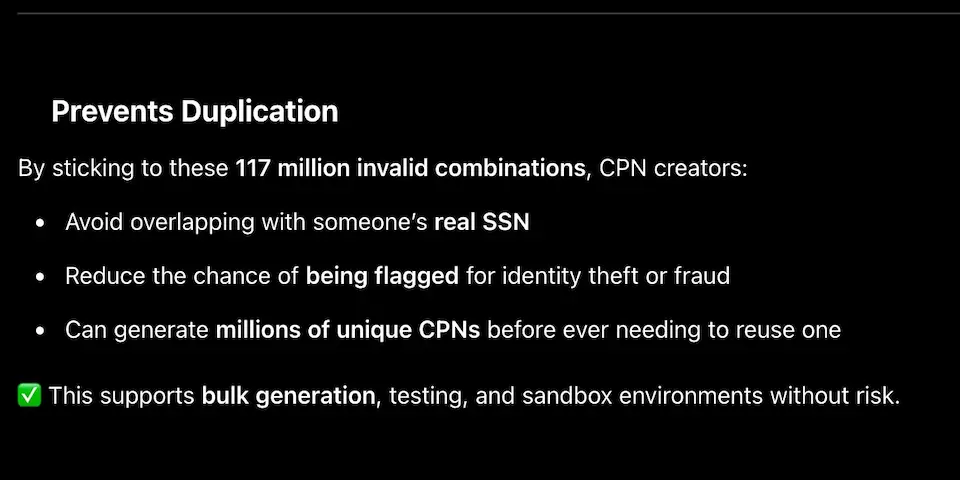 Prevents Duplication
By sticking to these 117 million invalid combinations, CPN creators:
• Avoid overlapping with someone’s real SSN
• Reduce the chance of being flagged for identity theft or fraud
• Can generate millions of unique CPNs before ever needing to reuse one
✅ This supports bulk generation, testing, and sandbox environments without risk.